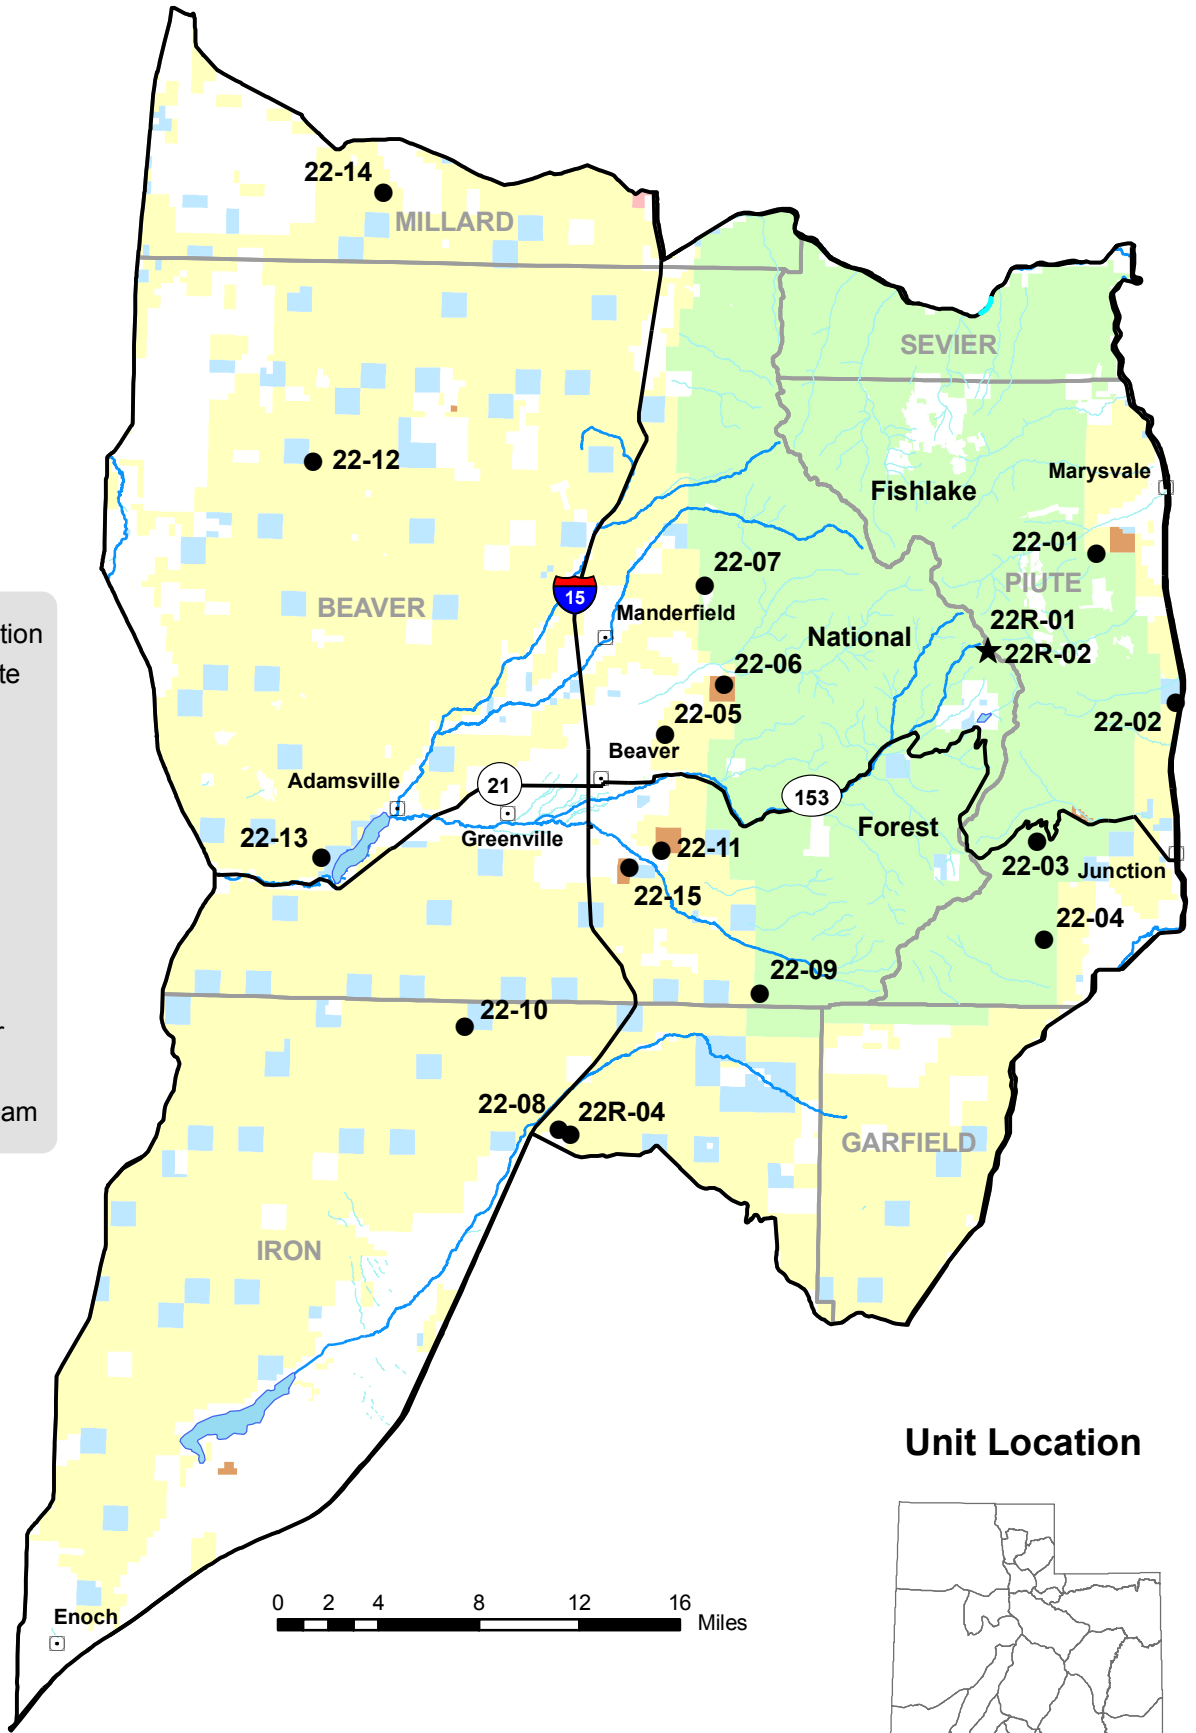 22-14
MILLARD
SEVIER
22-12
Fishlake
Marysvale
22-01
22-07
PIUTE
15
BEAVER
Manderfield
22R-01
National
tion
22R-02
te
22-06
22-02
22-05
Beaver
Adamsville
21
153
Greenville
Forest
22-13
22-11
22-03
Junction
22-15
22-04
22-09
22-10
r
22-08
22R-04
am
GARFIELD
IRON
Unit Location
0 2 4 8 12 16
Miles
Enoch